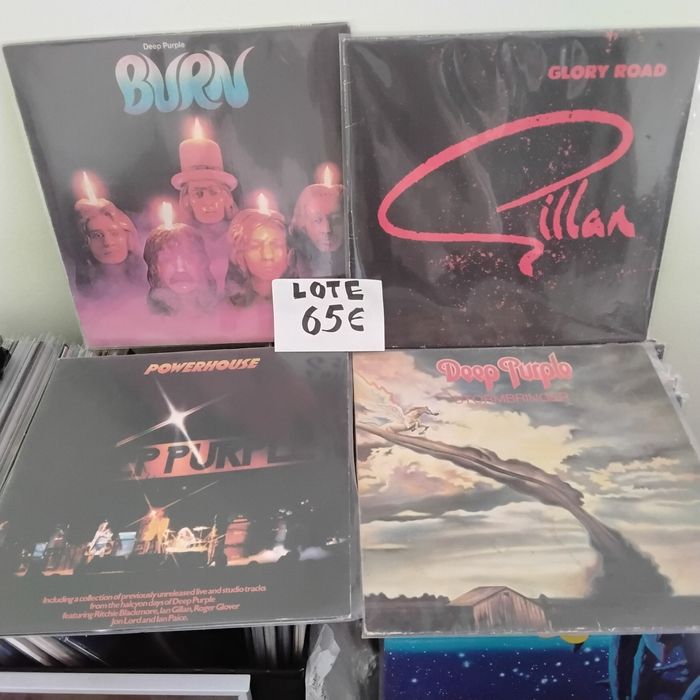 Deep Purple
BURN
GLORY ROAD
Gillan
LOTE
65€
POWERHOUSE
P PURPL
Including a collection of previously unreleased live and studio tracks
from the halcyon days of Deep Purple
featuring Ritchie Blackmore, Ian Gillan, Roger Glover
Jon Lord and Ian Paice.
Deep Purple
STORMBRINGER